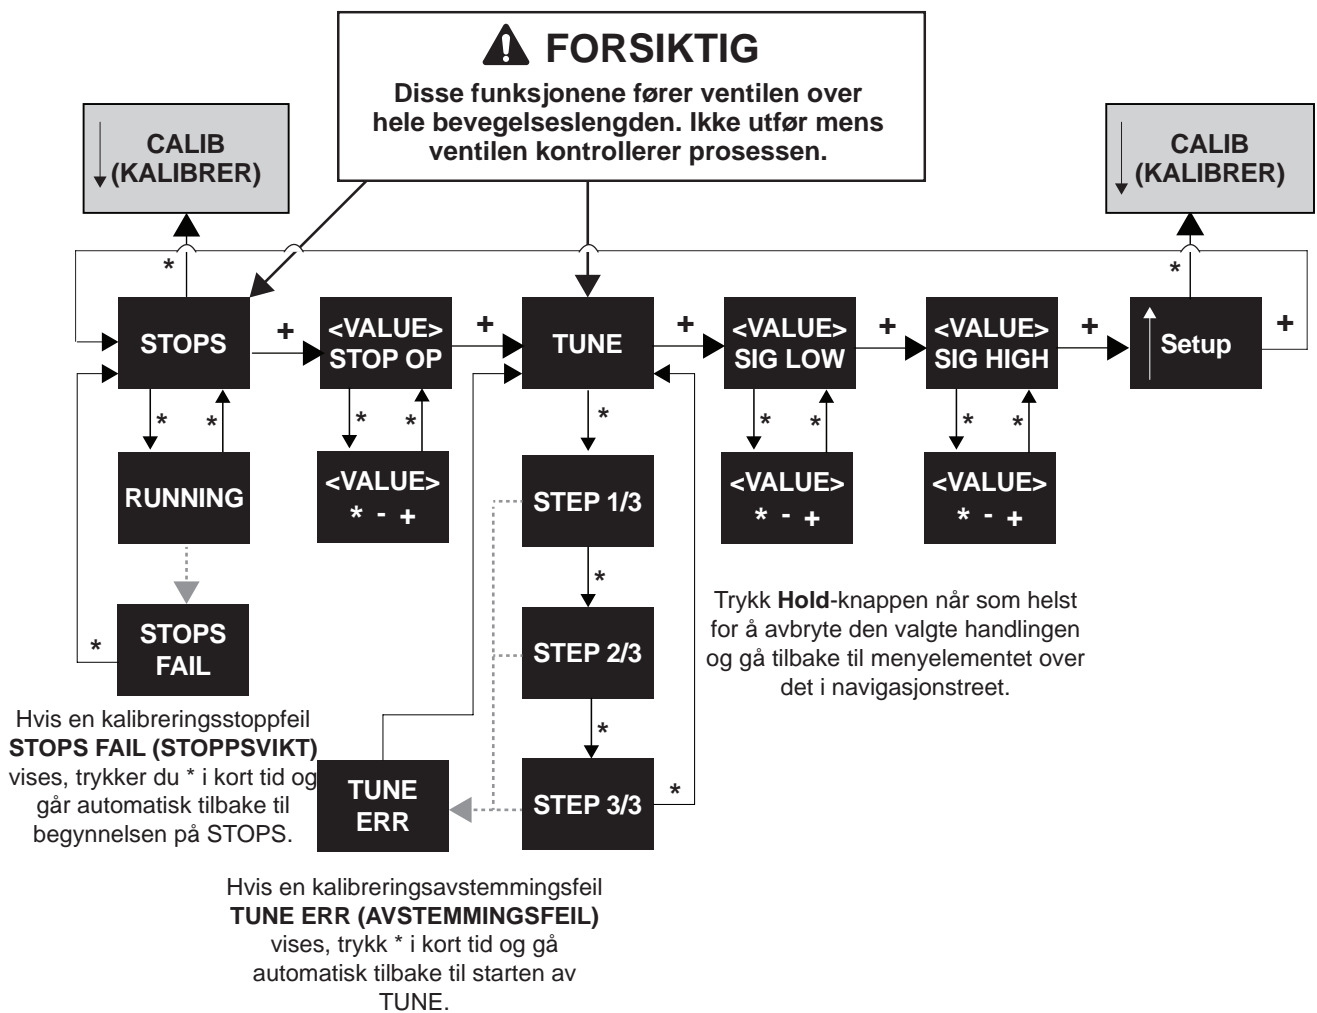 FORSIKTIG
Disse funksjonene fører ventilen over
hele bevegelseslengden. Ikke utfør mens
ventilen kontrollerer prosessen.
CALIB
(KALIBRER)
CALIB
(KALIBRER)
*
*
STOPS
+
<VALUE>
STOP OP
+
TUNE
+
<VALUE>
SIG LOW
+
<VALUE>
SIG HIGH
+
Setup
+
*
*
*
*
*
*
*
*
*
RUNNING
<VALUE>
* - +
STEP 1/3
<VALUE>
* - +
<VALUE>
* - +
*
STOPS
FAIL
*
STEP 2/3
*
Trykk Hold-knappen når som helst
for å avbryte den valgte handlingen
og gå tilbake til menyelementet over
det i navigasjonstreet.
Hvis en kalibreringsstoppfeil
STOPS FAIL (STOPPSVIKT)
vises, trykker du * i kort tid og
går automatisk tilbake til
begynnelsen på STOPS.
TUNE
ERR
STEP 3/3
*
Hvis en kalibreringsavstemmingsfeil
TUNE ERR (AVSTEMMINGSFEIL)
vises, trykk * i kort tid og gå
automatisk tilbake til starten av
TUNE.